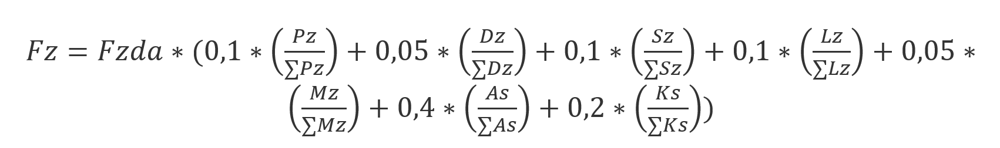 Fz = Fzda * (0,1 * (Pz/∑Pz) + 0,05 * (Dz/∑Dz) + 0,1 * (Sz/∑Sz) + 0,1 * (Lz/∑Lz) + 0,05 *
(Mz/∑Mz) + 0,4 * (As/∑As) + 0,2 * (Ks/∑Ks))